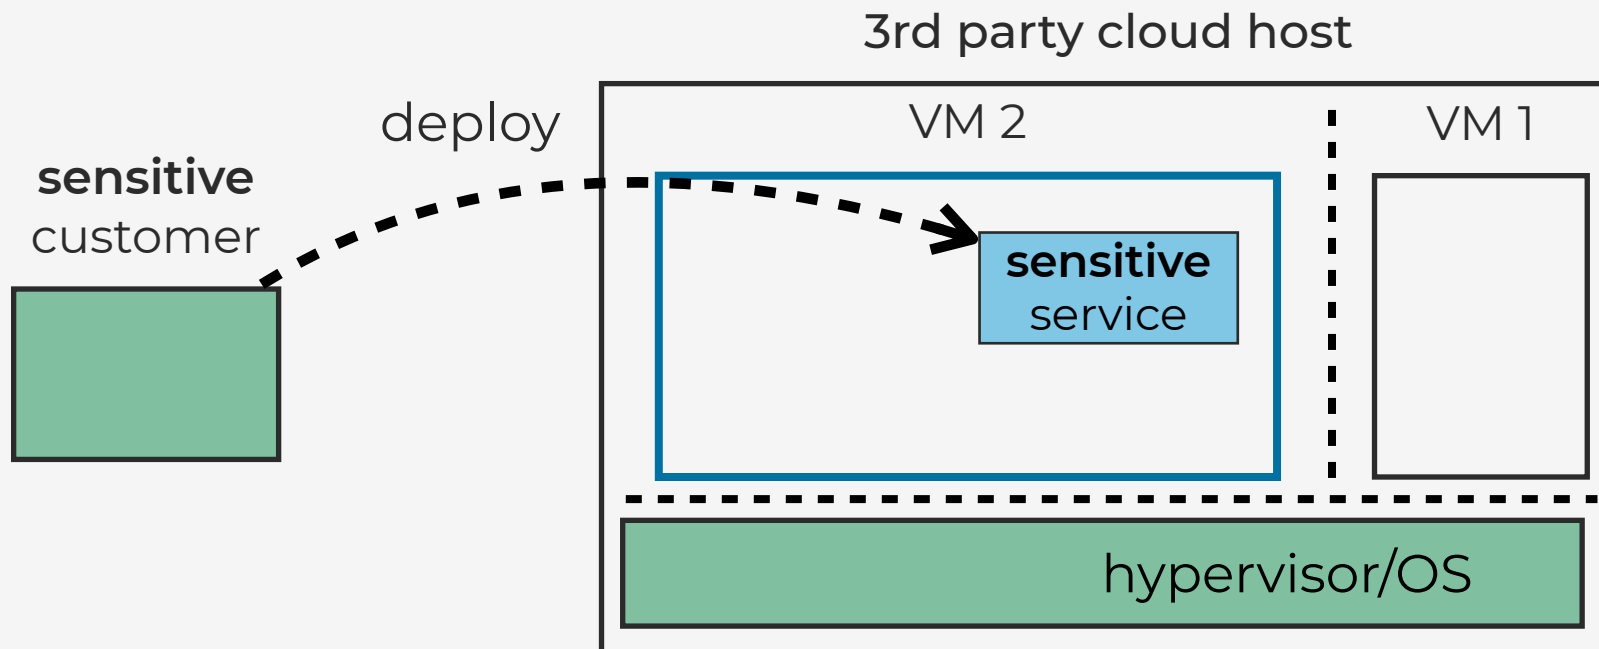 3rd party cloud host
deploy
VM 2
VM 1
sensitive
customer
sensitive
service
hypervisor/OS